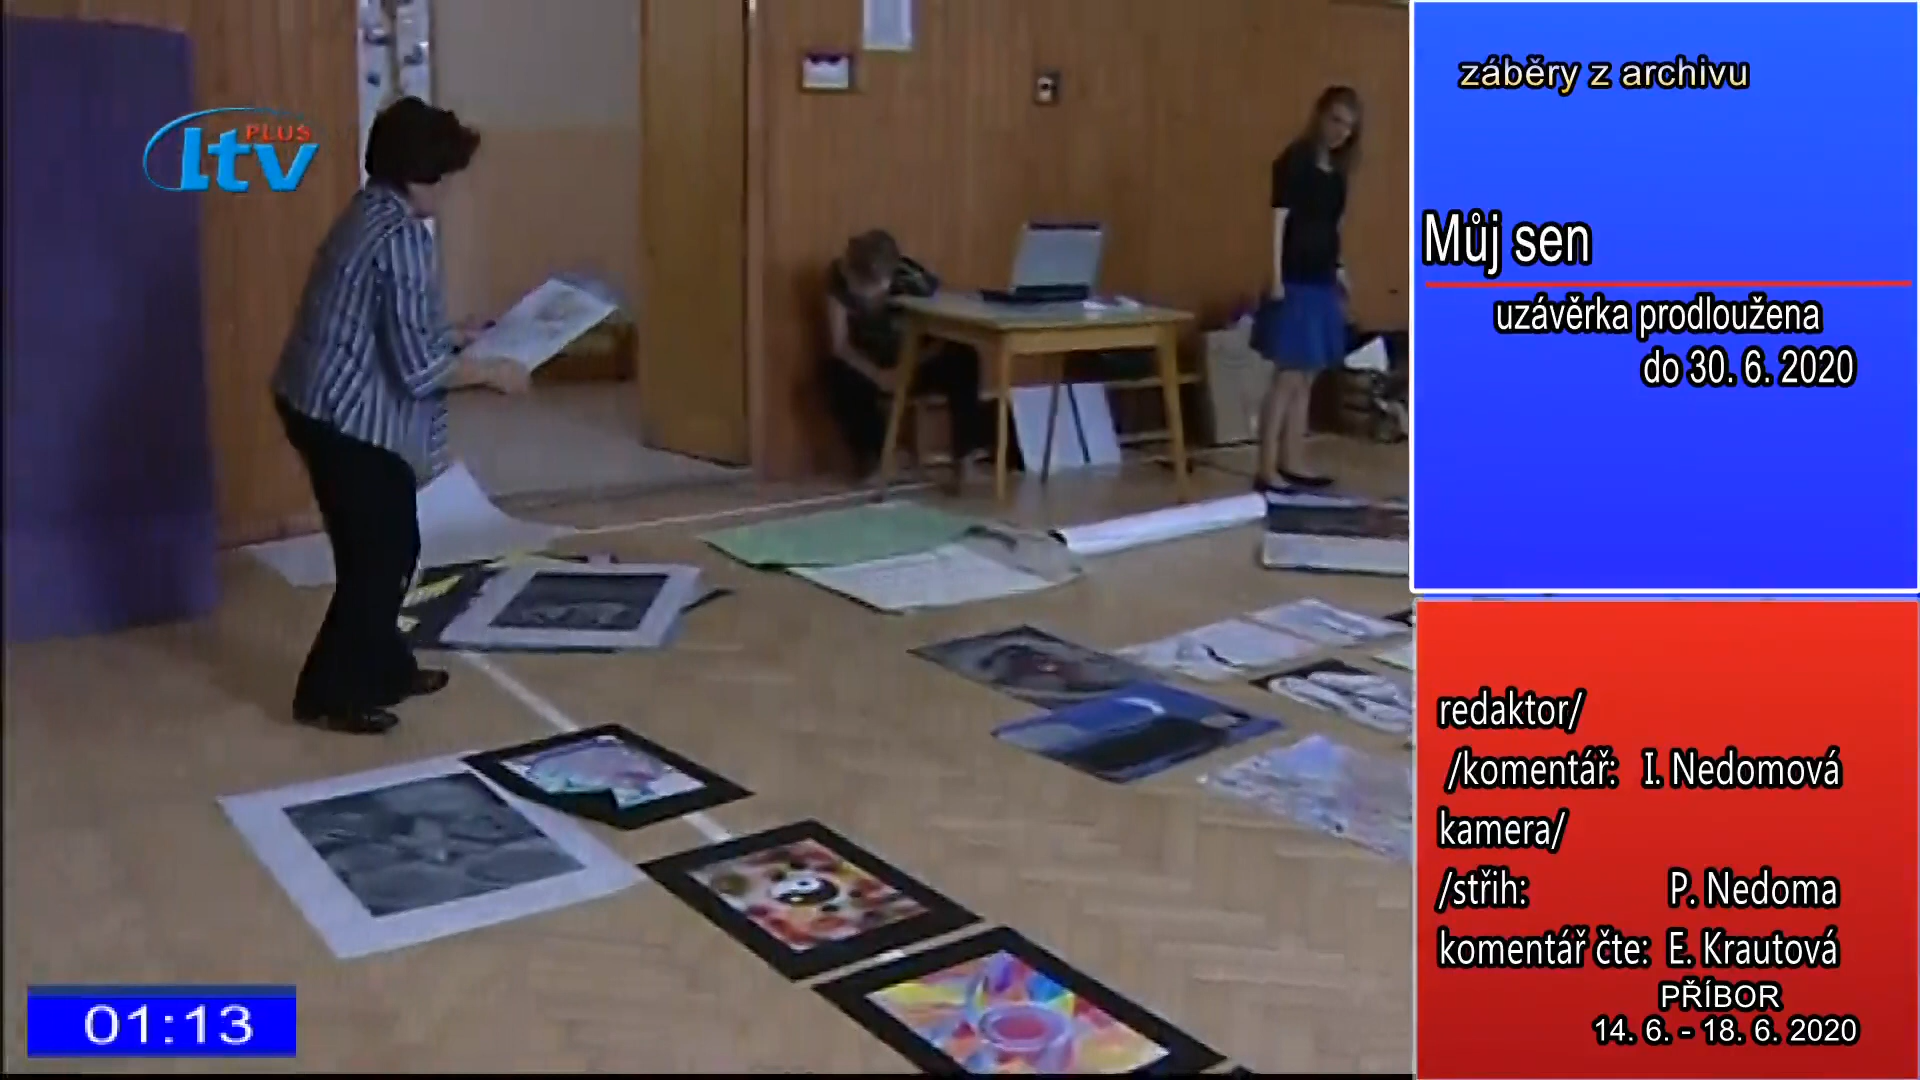 ltv PLUS
01:13
záběry z archivu
Můj sen
uzávěrka prodloužena
do 30. 6. 2020
redaktor/
/komentář: I. Nedomová
kamera/
/střih: P. Nedoma
komentář čte: E. Krautová
PŘÍBOR
14. 6. - 18. 6. 2020